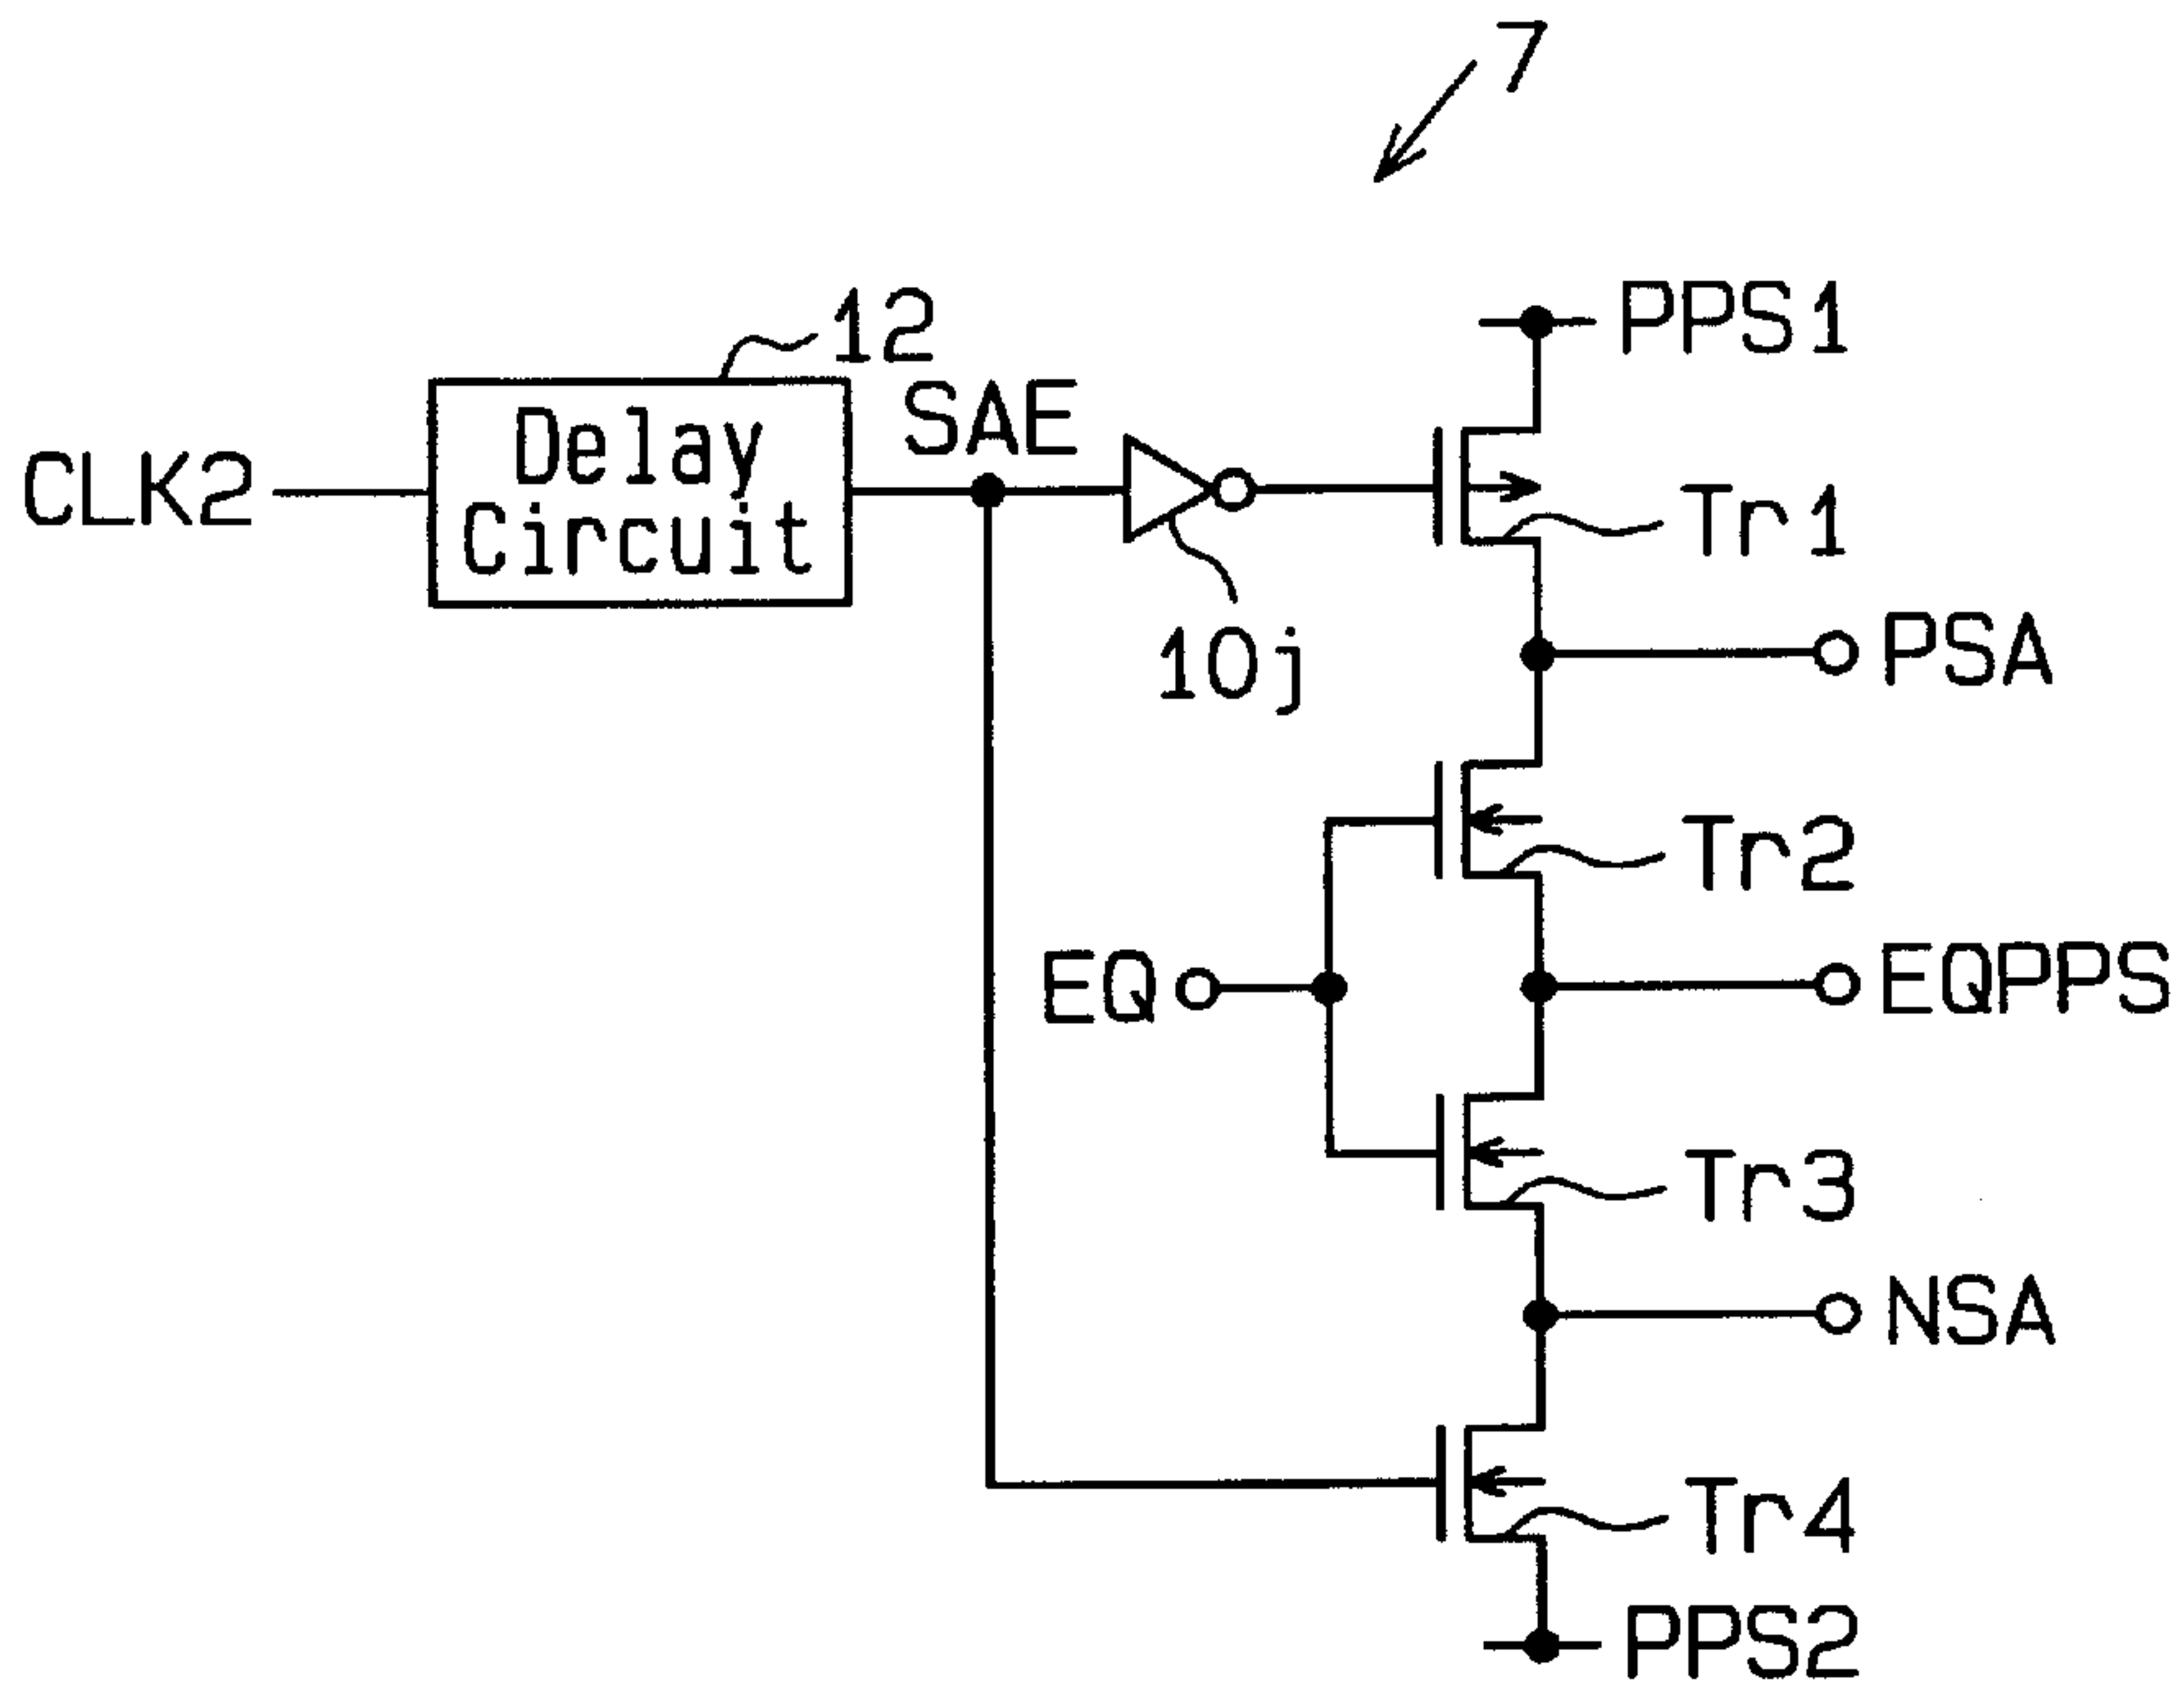 7
PPS1
12
SAE
Delay
Circuit
CLK2
Tr1
10j
PSA
Tr2
EQ
EQPPS
Tr3
NSA
Tr4
PPS2